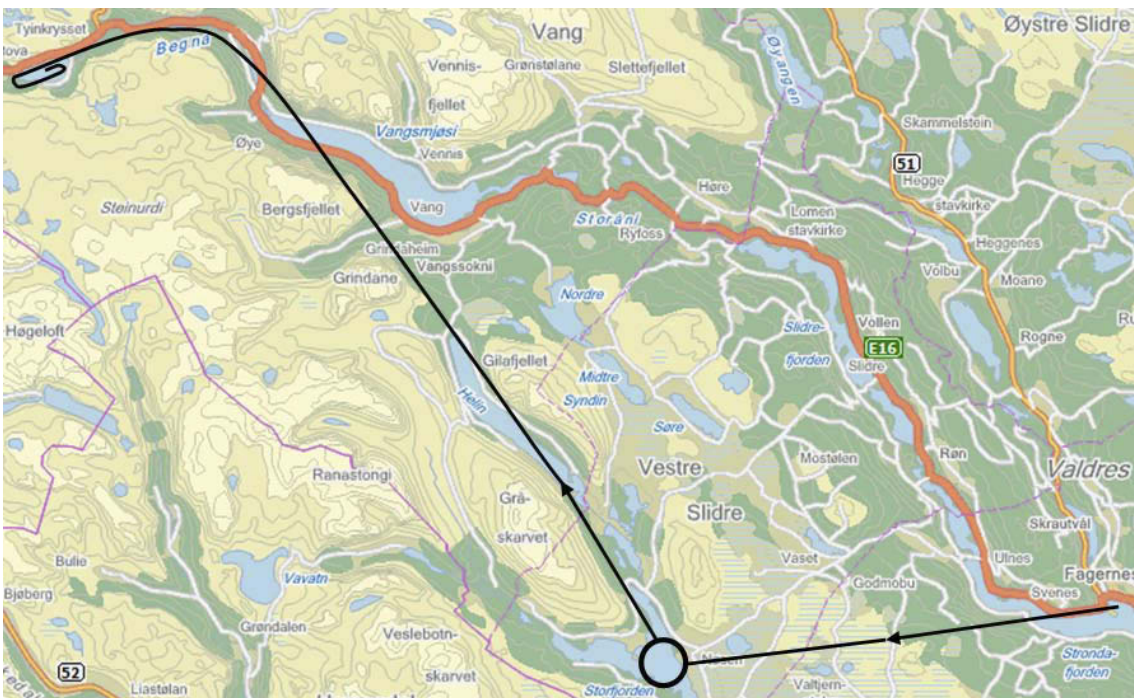 Tyinkrysset
Begna
Vang
Øystre Slidre
Vennis-
fjellet
Grønstølane
Slettefjellet
Øyangen
Skammelstein
Øye
Vangsmjøsi
Vennis
51
Hegge
stavkirke
Steinurdi
Bergsfjellet
Vang
Høre
Lomen
stavkirke
Storåni
Ryfoss
Heggenes
Grindaheim
Vangssokni
Grindane
Volbu
Moane
Nordre
Høgeloft
Slidre-
fjorden
Vollen
E16
Slidre
Rogne
Gilafjellet
Helin
Midtre
Syndin
Søre
Vestre
Slidre
Mostølen
Røn
Valdres
Ranastongi
Grå-
skarvet
Skrautvål
Bulie
Bjøberg
Vavatn
Vaset
Godmobu
Ulnes
Svenes
Fagernes
Grøndalen
Veslebotn-
skarvet
52
Liastølan
Storfjorden
Valtjern-
Stronda-
fjorden